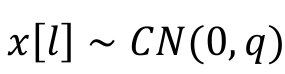 x[l] ~ CN(0, q)